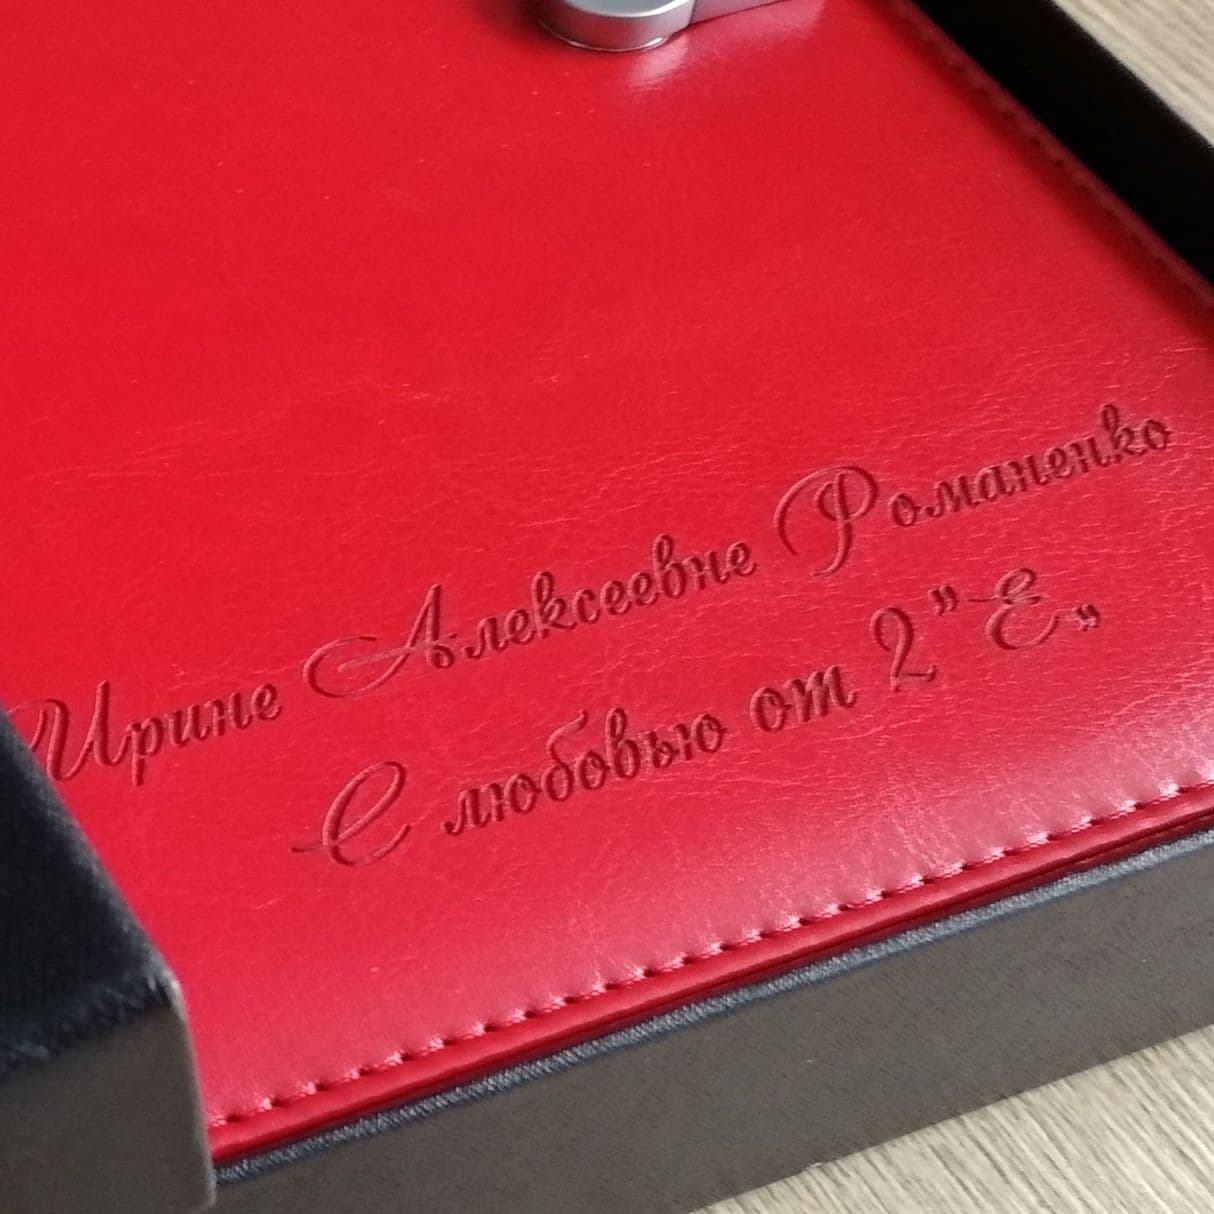 Ирине Алексеевне Романенко
С любовью от 2 ”Е„